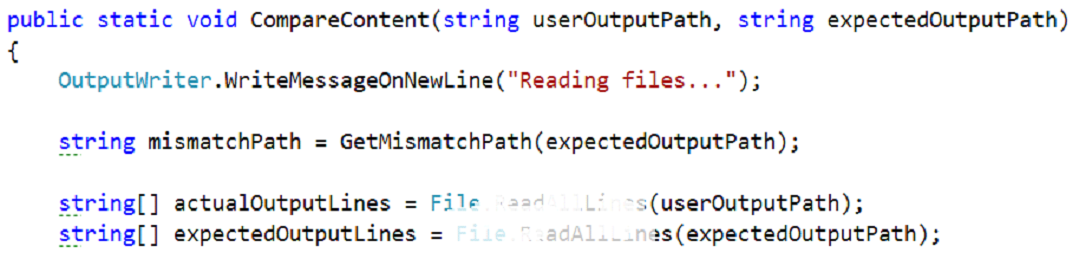 public static void CompareContent(string userOutputPath, string expectedOutputPath)
{
    OutputWriter.WriteMessageOnNewLine("Reading files...");
    string mismatchPath = GetMismatchPath(expectedOutputPath);
    string[] actualOutputLines = File.ReadAllLines(userOutputPath);
    string[] expectedOutputLines = File.ReadAllLines(expectedOutputPath);